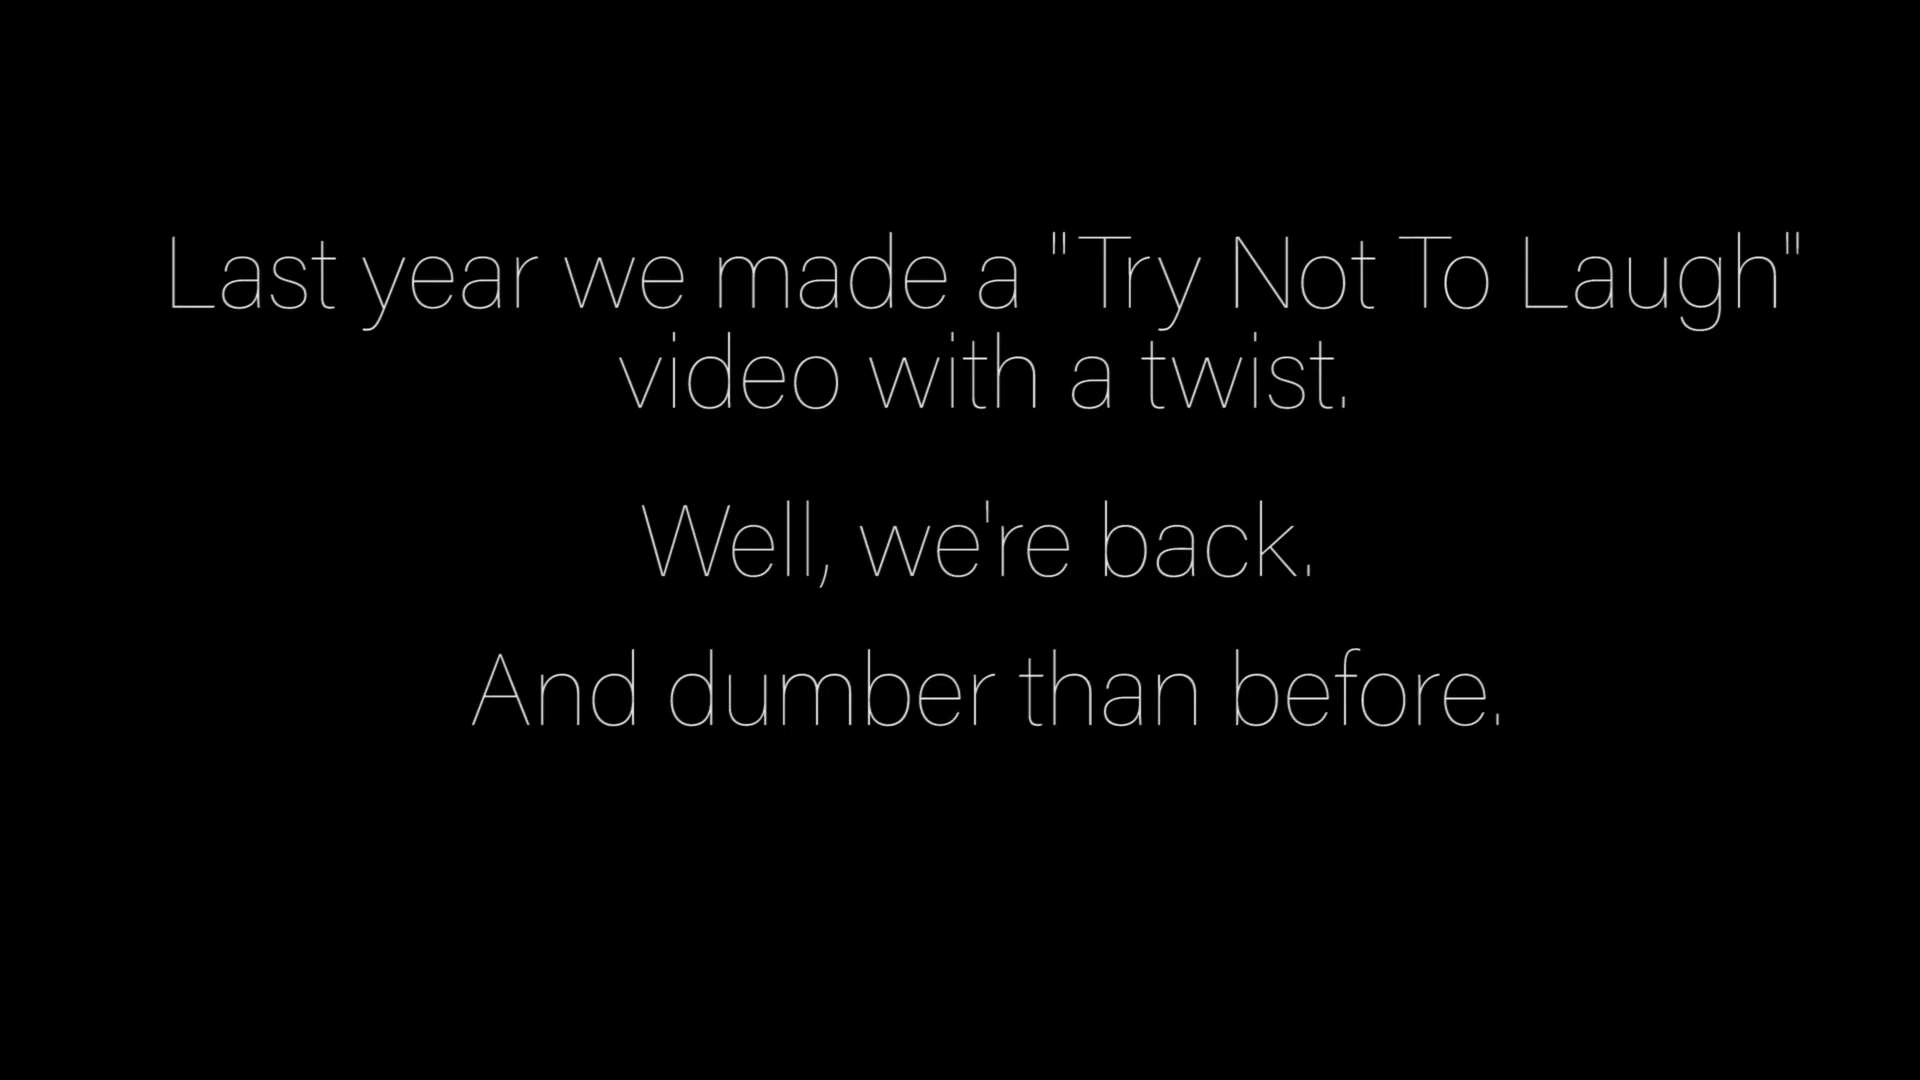 Last year we made a "Try Not To Laugh"
video with a twist.
Well, we're back.
And dumber than before.